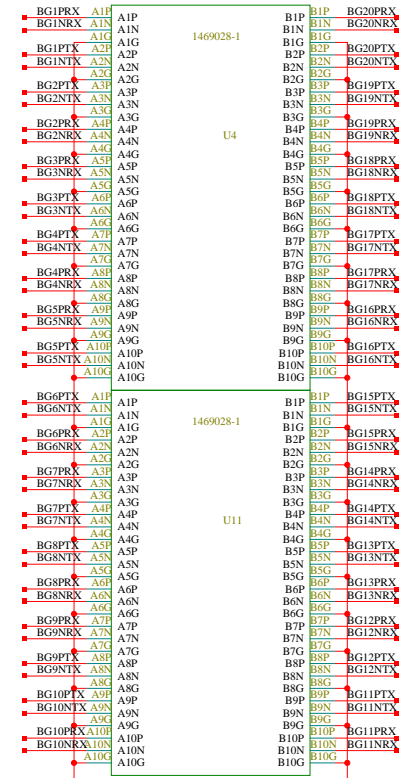 BG1PRX A1P A1P B1P B1P BG20PRX
BG1NRX A1N A1N B1N B1N BG20NRX
A1G A1G 1469028-1 B1G B1G
BG1PTX A2P A2P B2P B2P BG20PTX
BG1NTX A2N A2N B2N B2N BG20NTX
A2G A2G B2G B2G
BG2PTX A3P A3P B3P B3P BG19PTX
BG2NTX A3N A3N B3N B3N BG19NTX
A3G A3G B3G B3G
BG2PRX A4P A4P B4P B4P BG19PRX
BG2NRX A4N A4N U4 B4N B4N BG19NRX
A4G A4G B4G B4G
BG3PRX A5P A5P B5P B5P BG18PRX
BG3NRX A5N A5N B5N B5N BG18NRX
A5G A5G B5G B5G
BG3PTX A6P A6P B6P B6P BG18PTX
BG3NTX A6N A6N B6N B6N BG18NTX
A6G A6G B6G B6G
BG4PTX A7P A7P B7P B7P BG17PTX
BG4NTX A7N A7N B7N B7N BG17NTX
A7G A7G B7G B7G
BG4PRX A8P A8P B8P B8P BG17PRX
BG4NRX A8N A8N B8N B8N BG17NRX
A8G A8G B8G B8G
BG5PRX A9P A9P B9P B9P BG16PRX
BG5NRX A9N A9N B9N B9N BG16NRX
A9G A9G B9G B9G
BG5PTX A10P A10P B10P B10P BG16PTX
BG5NTX A10N A10N B10N B10N BG16NTX
A10G A10G B10G B10G
BG6PTX A1P A1P B1P B1P BG15PTX
BG6NTX A1N A1N B1N B1N BG15NTX
A1G A1G 1469028-1 B1G B1G
BG6PRX A2P A2P B2P B2P BG15PRX
BG6NRX A2N A2N B2N B2N BG15NRX
A2G A2G B2G B2G
BG7PRX A3P A3P B3P B3P BG14PRX
BG7NRX A3N A3N B3N B3N BG14NRX
A3G A3G B3G B3G
BG7PTX A4P A4P B4P B4P BG14PTX
BG7NTX A4N A4N U11 B4N B4N BG14NTX
A4G A4G B4G B4G
BG8PTX A5P A5P B5P B5P BG13PTX
BG8NTX A5N A5N B5N B5N BG13NTX
A5G A5G B5G B5G
BG8PRX A6P A6P B6P B6P BG13PRX
BG8NRX A6N A6N B6N B6N BG13NRX
A6G A6G B6G B6G
BG9PRX A7P A7P B7P B7P BG12PRX
BG9NRX A7N A7N B7N B7N BG12NRX
A7G A7G B7G B7G
BG9PTX A8P A8P B8P B8P BG12PTX
BG9NTX A8N A8N B8N B8N BG12NTX
A8G A8G B8G B8G
BG10PTX A9P A9P B9P B9P BG11PTX
BG10NTX A9N A9N B9N B9N BG11NTX
A9G A9G B9G B9G
BG10PRX A10P A10P B10P B10P BG11PRX
BG10NRX A10N A10N B10N B10N BG11NRX
A10G A10G B10G B10G